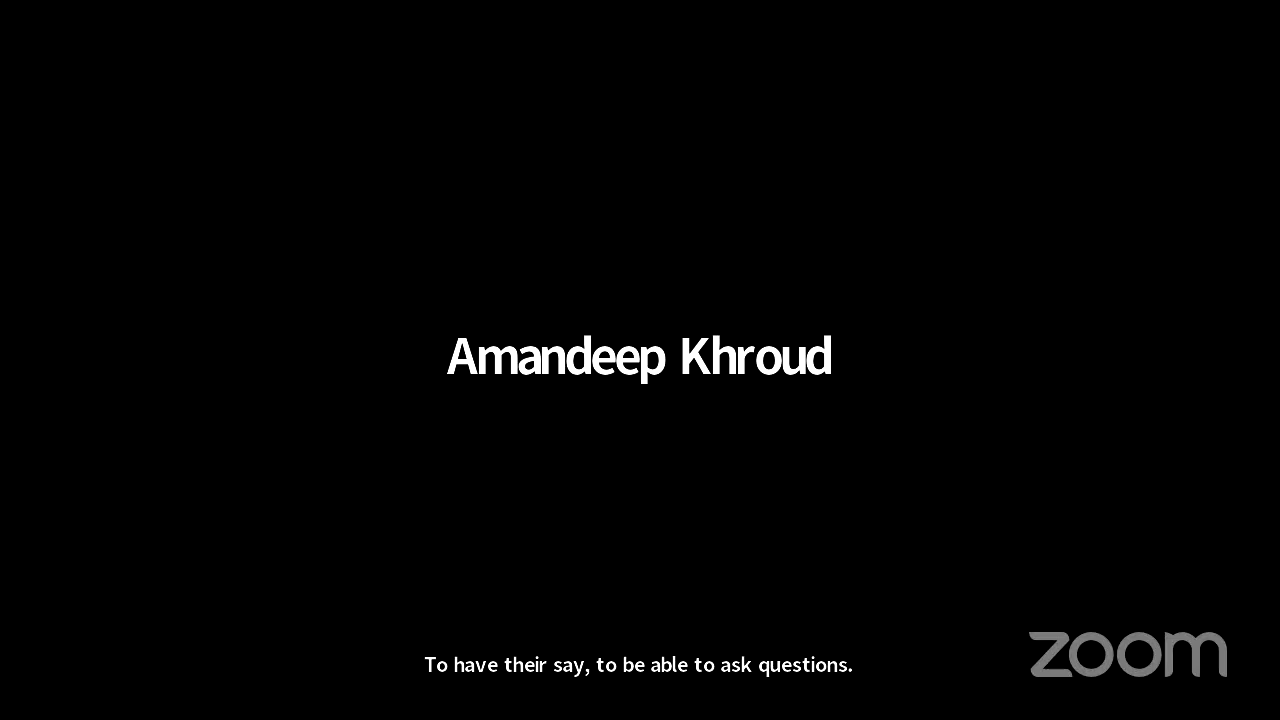 Amandeep Khroud
To have their say, to be able to ask questions.
zoom